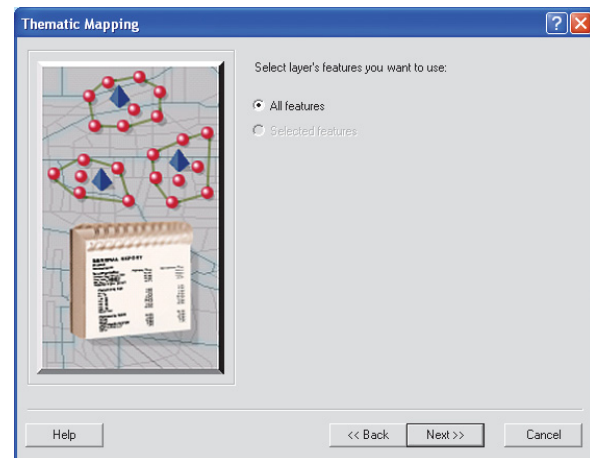 Thematic Mapping
Select layer's features you want to use:
All features
Selected features
Help
<< Back
Next >>
Cancel